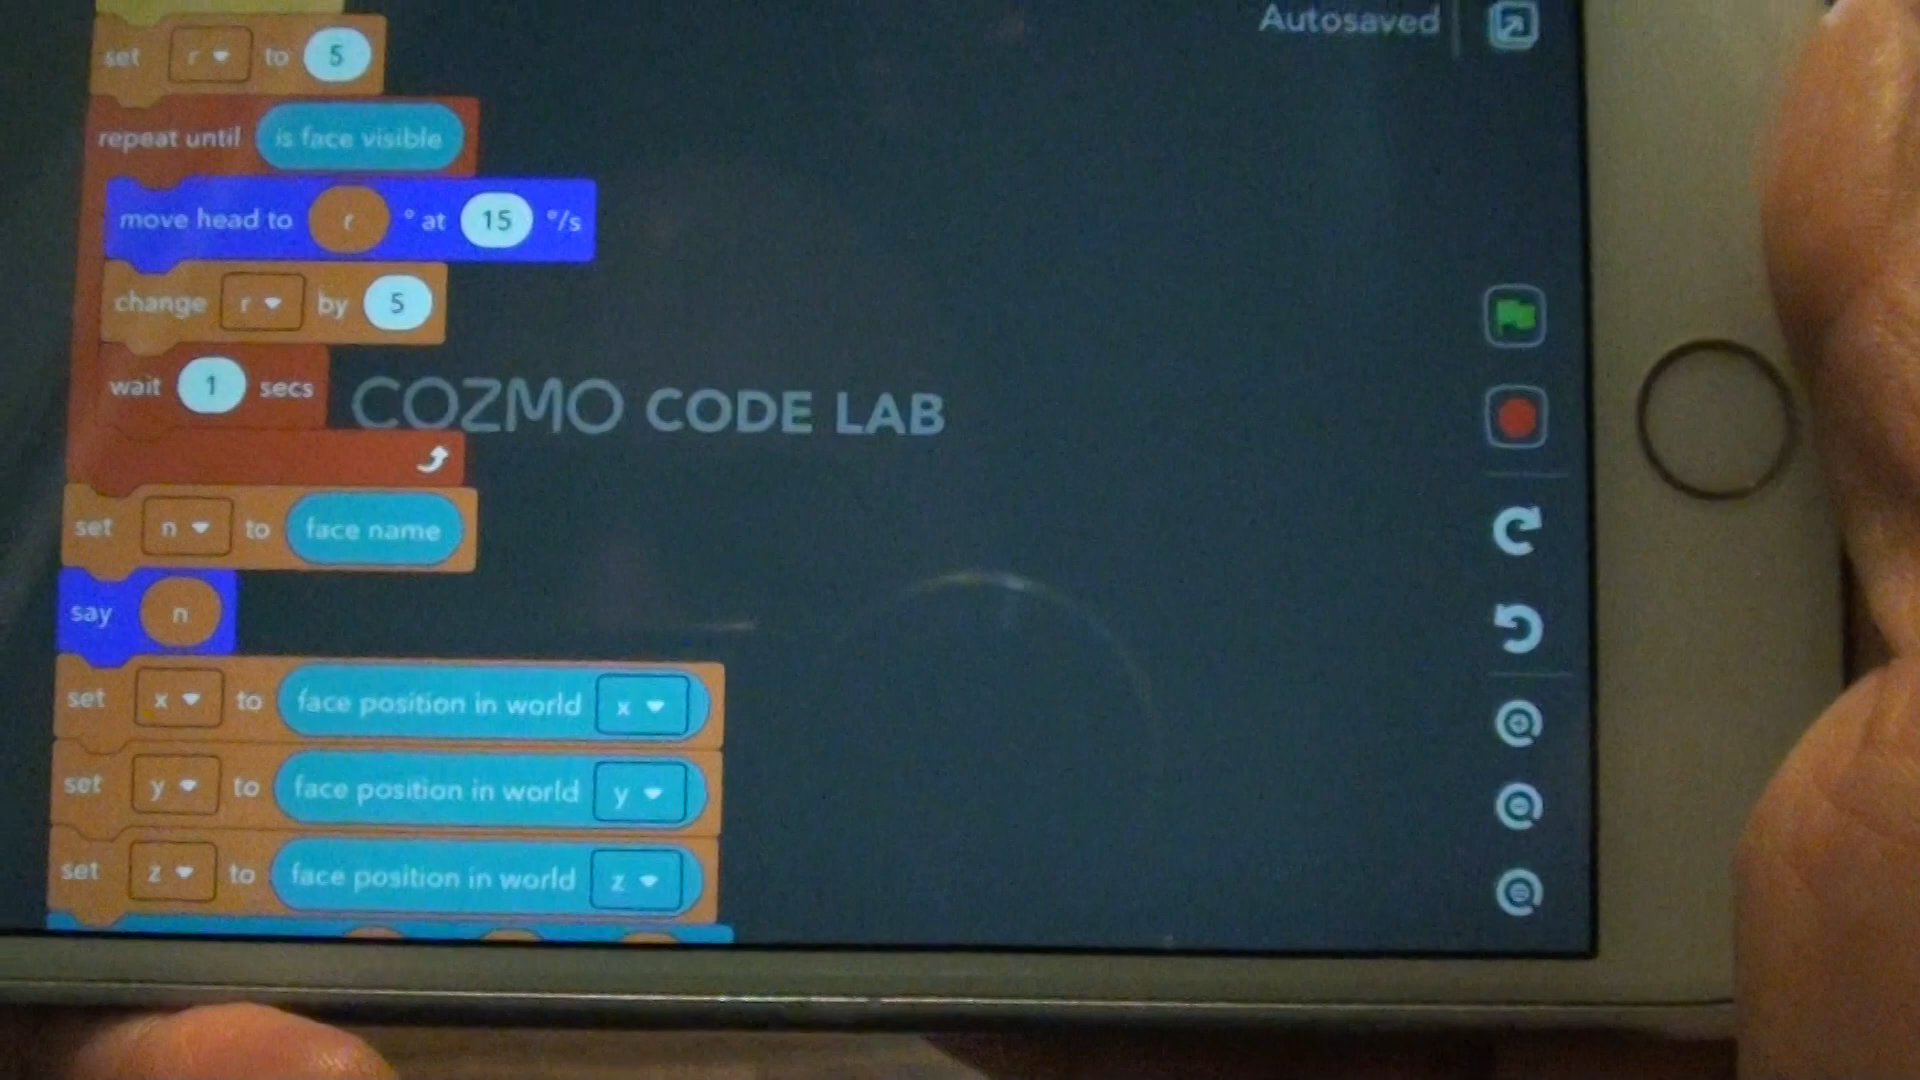 Autosaved
set r to 5
repeat until is face visible
move head to r ° at 15 °/s
change r by 5
wait 1 secs
COZMO CODE LAB
set n to face name
say n
set x to face position in world x
set y to face position in world y
set z to face position in world z